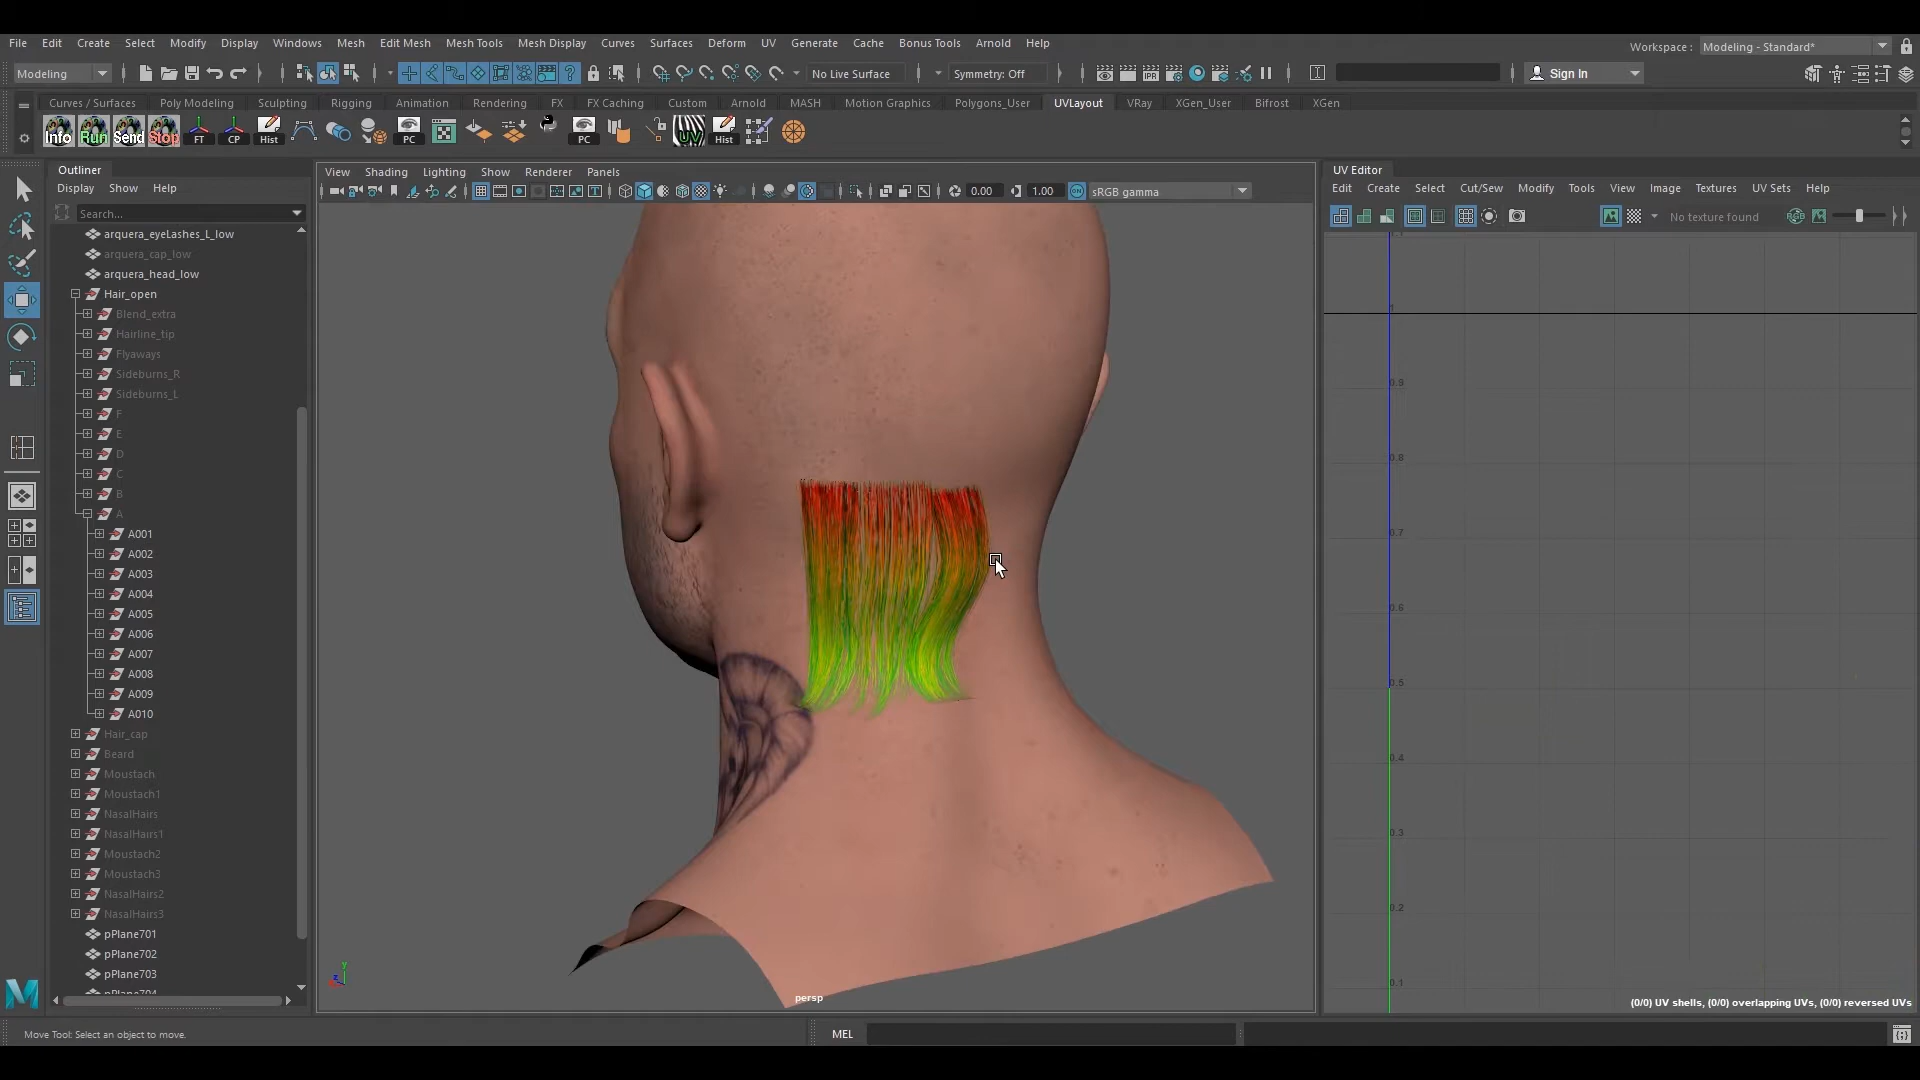 File Edit Create Select Modify Display Windows Mesh Edit Mesh Mesh Tools Mesh Display Curves Surfaces Deform UV Generate Cache Bonus Tools Arnold Help
Workspace : Modeling - Standard*
Modeling No Live Surface Symmetry: Off Sign In
Curves / Surfaces Poly Modeling Sculpting Rigging Animation Rendering FX FX Caching Custom Arnold MASH Motion Graphics Polygons_User UVLayout VRay XGen_User Bifrost XGen
Info Run Send Stop FT CP Hist PC PC UV Hist
Outliner
Display Show Help
Search...
arquera_eyeLashes_L_low
arquera_cap_low
arquera_head_low
Hair_open
Blend_extra
Hairline_tip
Flyaways
Sideburns_R
Sideburns_L
F
E
D
C
B
A
A001
A002
A003
A004
A005
A006
A007
A008
A009
A010
Hair_cap
Beard
Moustach
Moustach1
NasalHairs
NasalHairs1
Moustach2
Moustach3
NasalHairs2
NasalHairs3
pPlane701
pPlane702
pPlane703
pPlane704
View Shading Lighting Show Renderer Panels
0.00 1.00 ON sRGB gamma
y
z
persp
UV Editor
Edit Create Select Cut/Sew Modify Tools View Image Textures UV Sets Help
No texture found RGB
1
0.9
0.8
0.7
0.6
0.5
0.4
0.3
0.2
0.1
(0/0) UV shells, (0/0) overlapping UVs, (0/0) reversed UVs
Move Tool: Select an object to move.
MEL